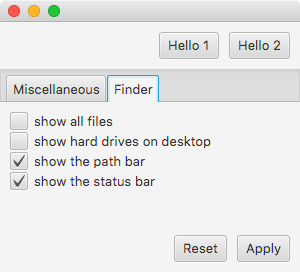 Hello 1 Hello 2
Miscellaneous Finder
show all files
show hard drives on desktop
show the path bar
show the status bar
Reset Apply